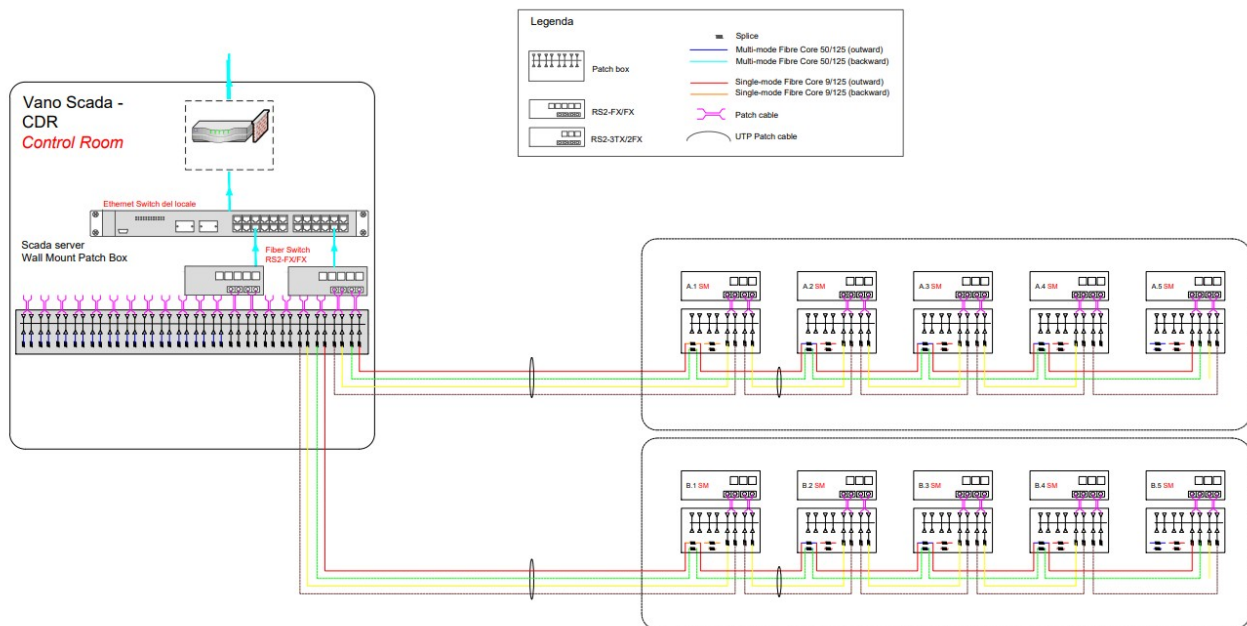 Legenda
Patch box
RS2-FX/FX
RS2-3TX/2FX
Splice
Multi-mode Fibre Core 50/125 (outward)
Multi-mode Fibre Core 50/125 (backward)
Single-mode Fibre Core 9/125 (outward)
Single-mode Fibre Core 9/125 (backward)
Patch cable
UTP Patch cable
Vano Scada -
CDR
Control Room
Ethernet Switch del locale
Scada server
Wall Mount Patch Box
Fiber Switch
RS2-FX/FX
A.1 SM
A.2 SM
A.3 SM
A.4 SM
A.5 SM
B.1 SM
B.2 SM
B.3 SM
B.4 SM
B.5 SM